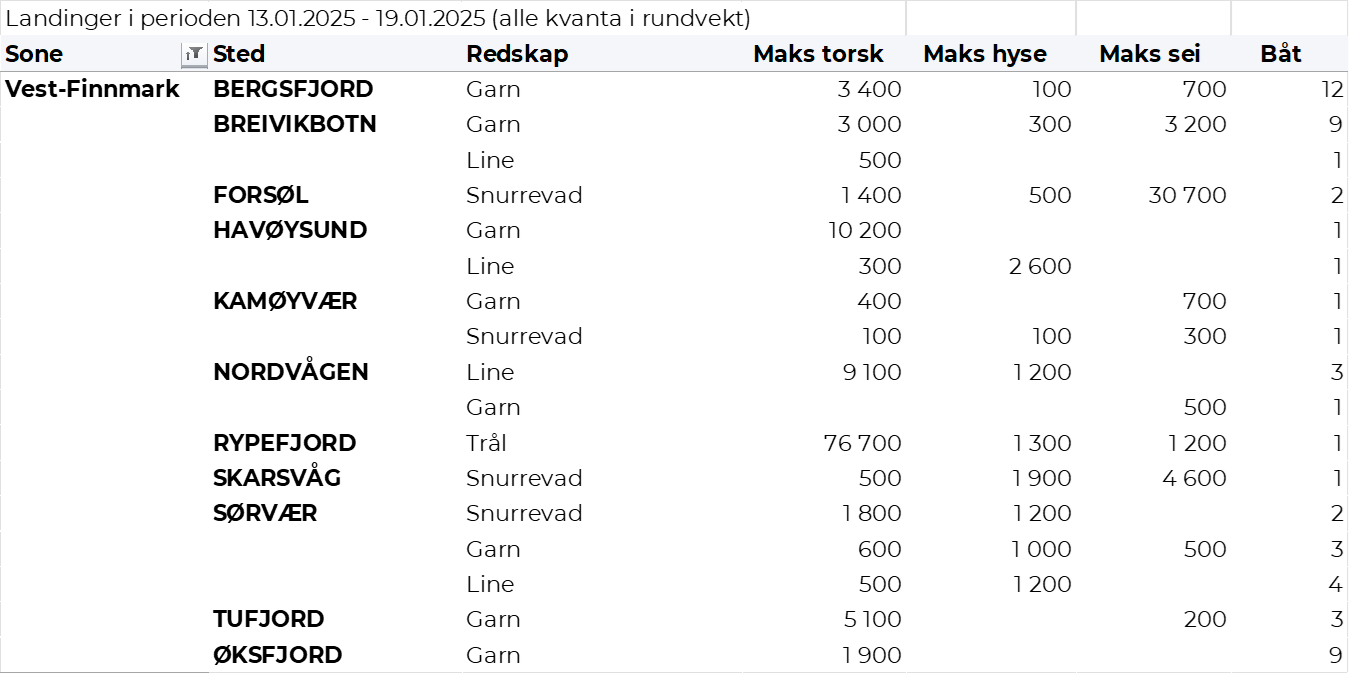 Landinger i perioden 13.01.2025 - 19.01.2025 (alle kvanta i rundvekt)
Sone Sted Redskap Maks torsk Maks hyse Maks sei Båt
Vest-Finnmark BERGSFJORD Garn 3 400 100 700 12
BREIVIKBOTN Garn 3 000 300 3 200 9
Line 500 1
FORSØL Snurrevad 1 400 500 30 700 2
HAVØYSUND Garn 10 200 1
Line 300 2 600 1
KAMØYVÆR Garn 400 700 1
Snurrevad 100 100 300 1
NORDVÅGEN Line 9 100 1 200 3
Garn 500 1
RYPEFJORD Trål 76 700 1 300 1 200 1
SKARSVÅG Snurrevad 500 1 900 4 600 1
SØRVÆR Snurrevad 1 800 1 200 2
Garn 600 1 000 500 3
Line 500 1 200 4
TUFJORD Garn 5 100 200 3
ØKSFJORD Garn 1 900 9